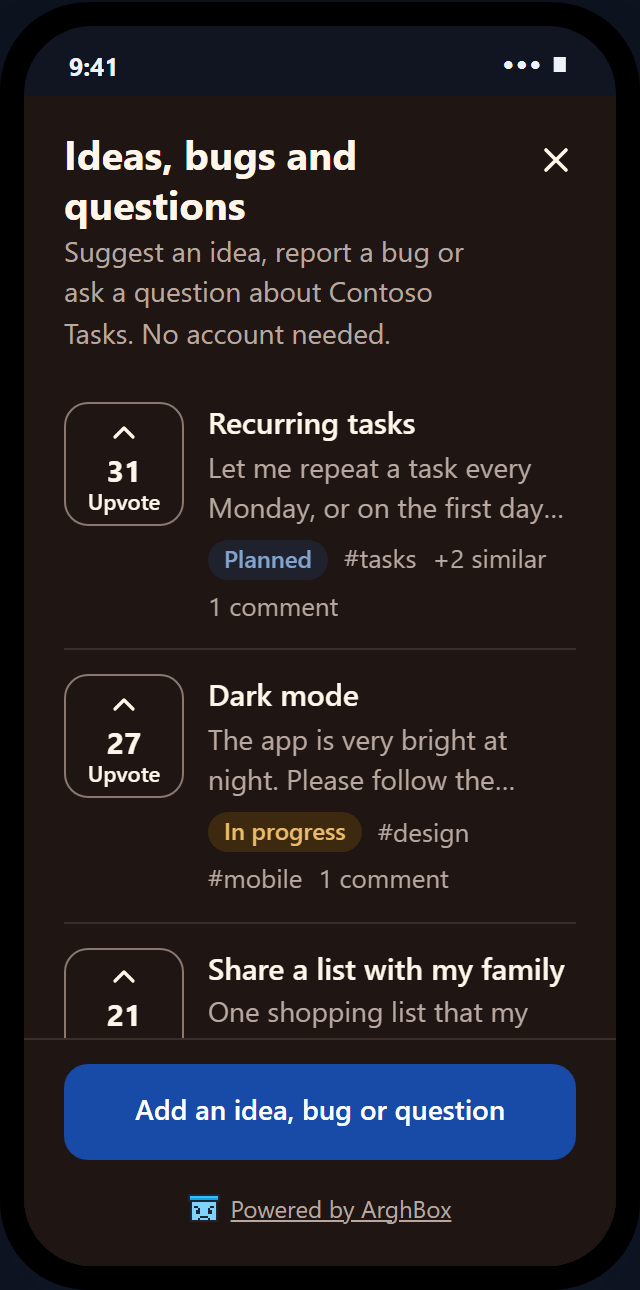 9:41
Ideas, bugs and
questions
Suggest an idea, report a bug or
ask a question about Contoso
Tasks. No account needed.
31
Upvote
Recurring tasks
Let me repeat a task every
Monday, or on the first day...
Planned #tasks +2 similar
1 comment
27
Upvote
Dark mode
The app is very bright at
night. Please follow the...
In progress #design
#mobile 1 comment
21
Share a list with my family
One shopping list that my
Add an idea, bug or question
Powered by ArghBox